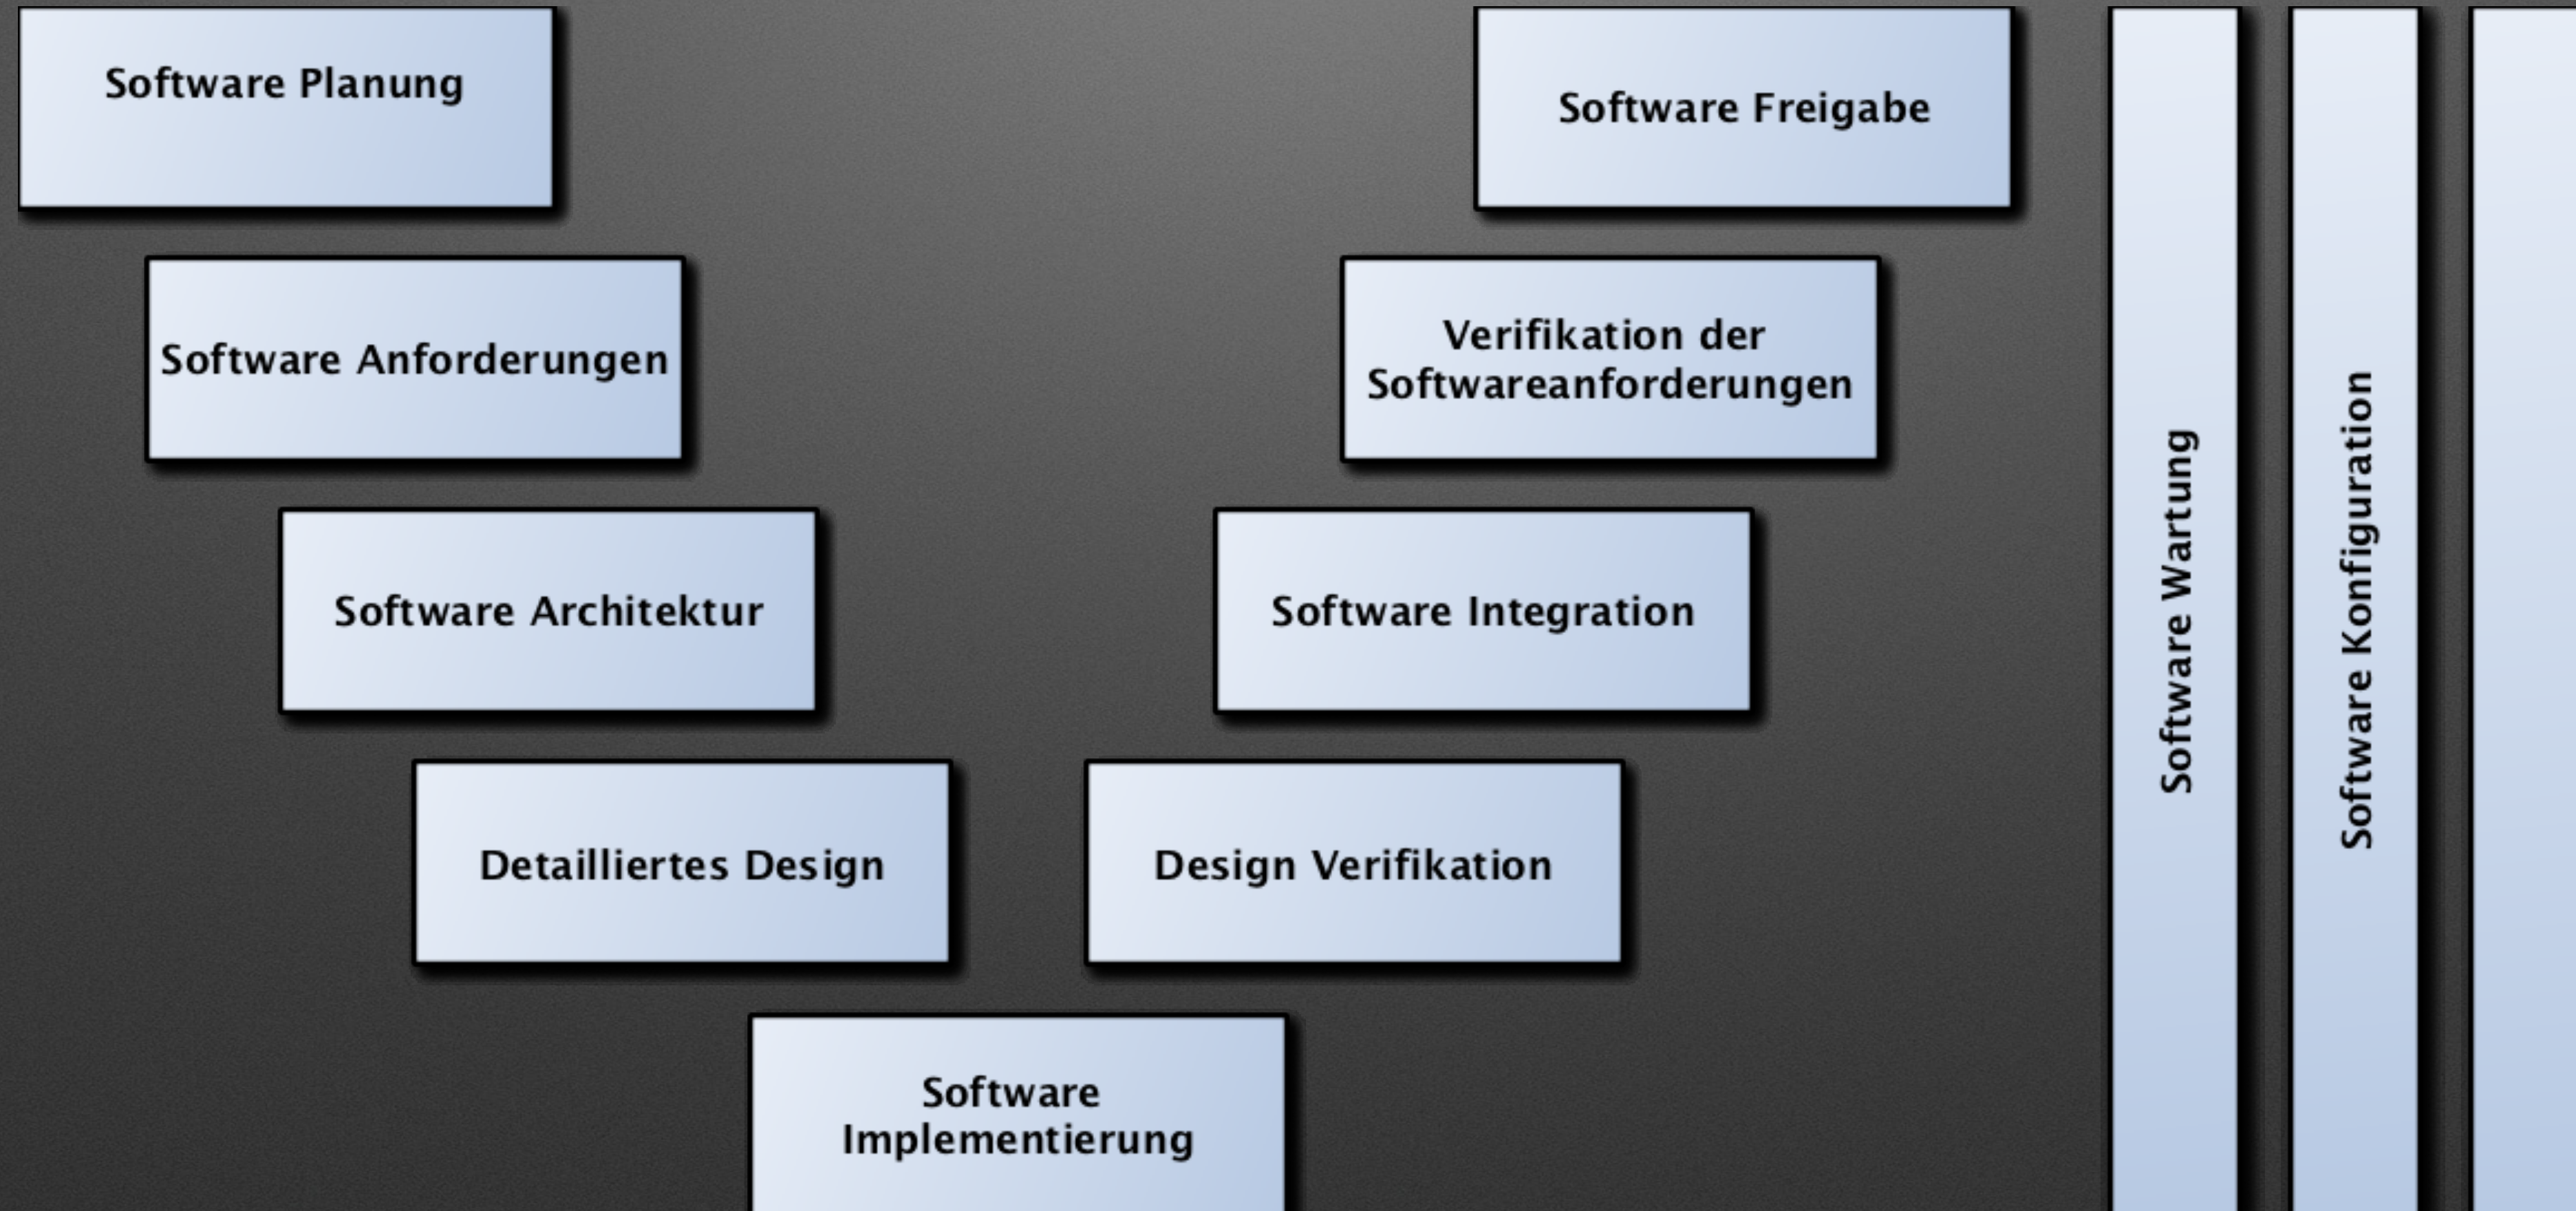 Software Planung
Software Freigabe
Software Anforderungen
Verifikation der
Softwareanforderungen
Software Architektur
Software Integration
Detailliertes Design
Design Verifikation
Software
Implementierung
Software Wartung
Software Konfiguration